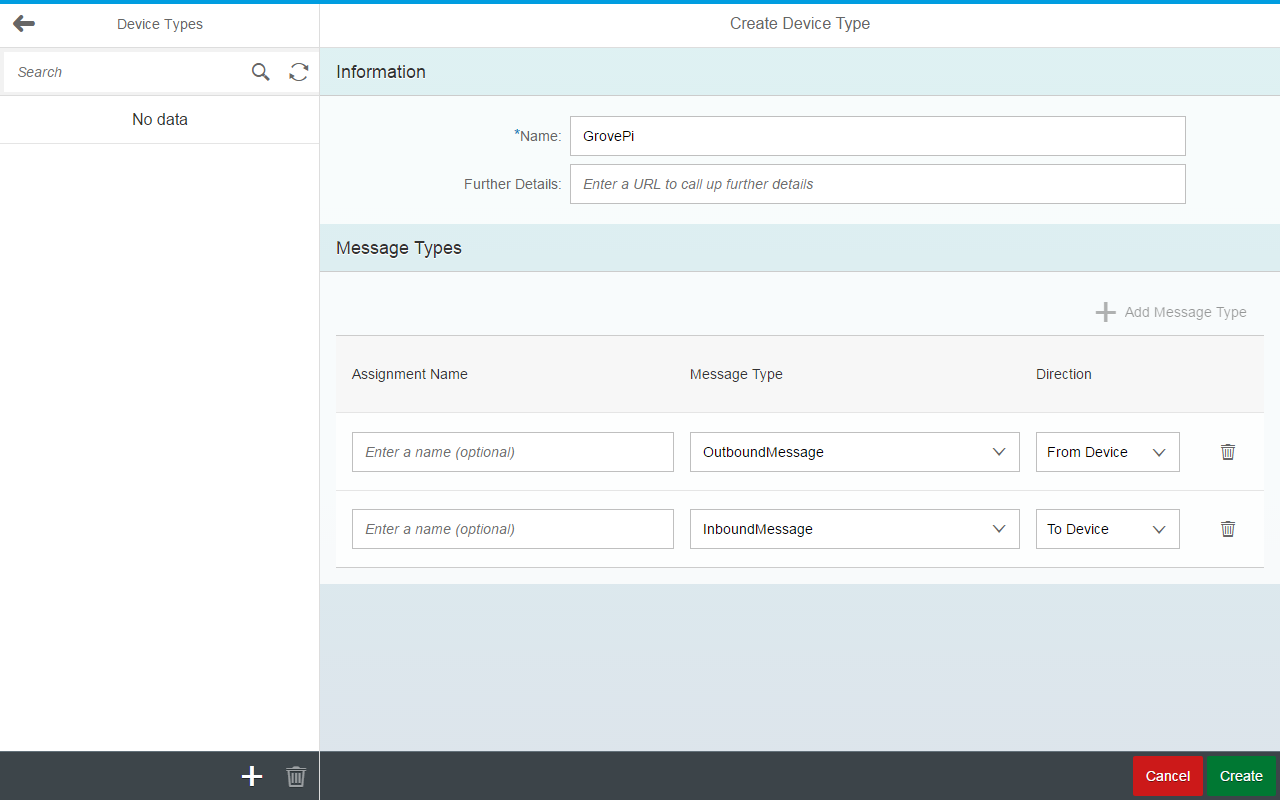 Device Types
Create Device Type
Search
No data
Information
*Name: GrovePi
Further Details: Enter a URL to call up further details
Message Types
Add Message Type
Assignment Name Message Type Direction
Enter a name (optional) OutboundMessage From Device
Enter a name (optional) InboundMessage To Device
Cancel Create